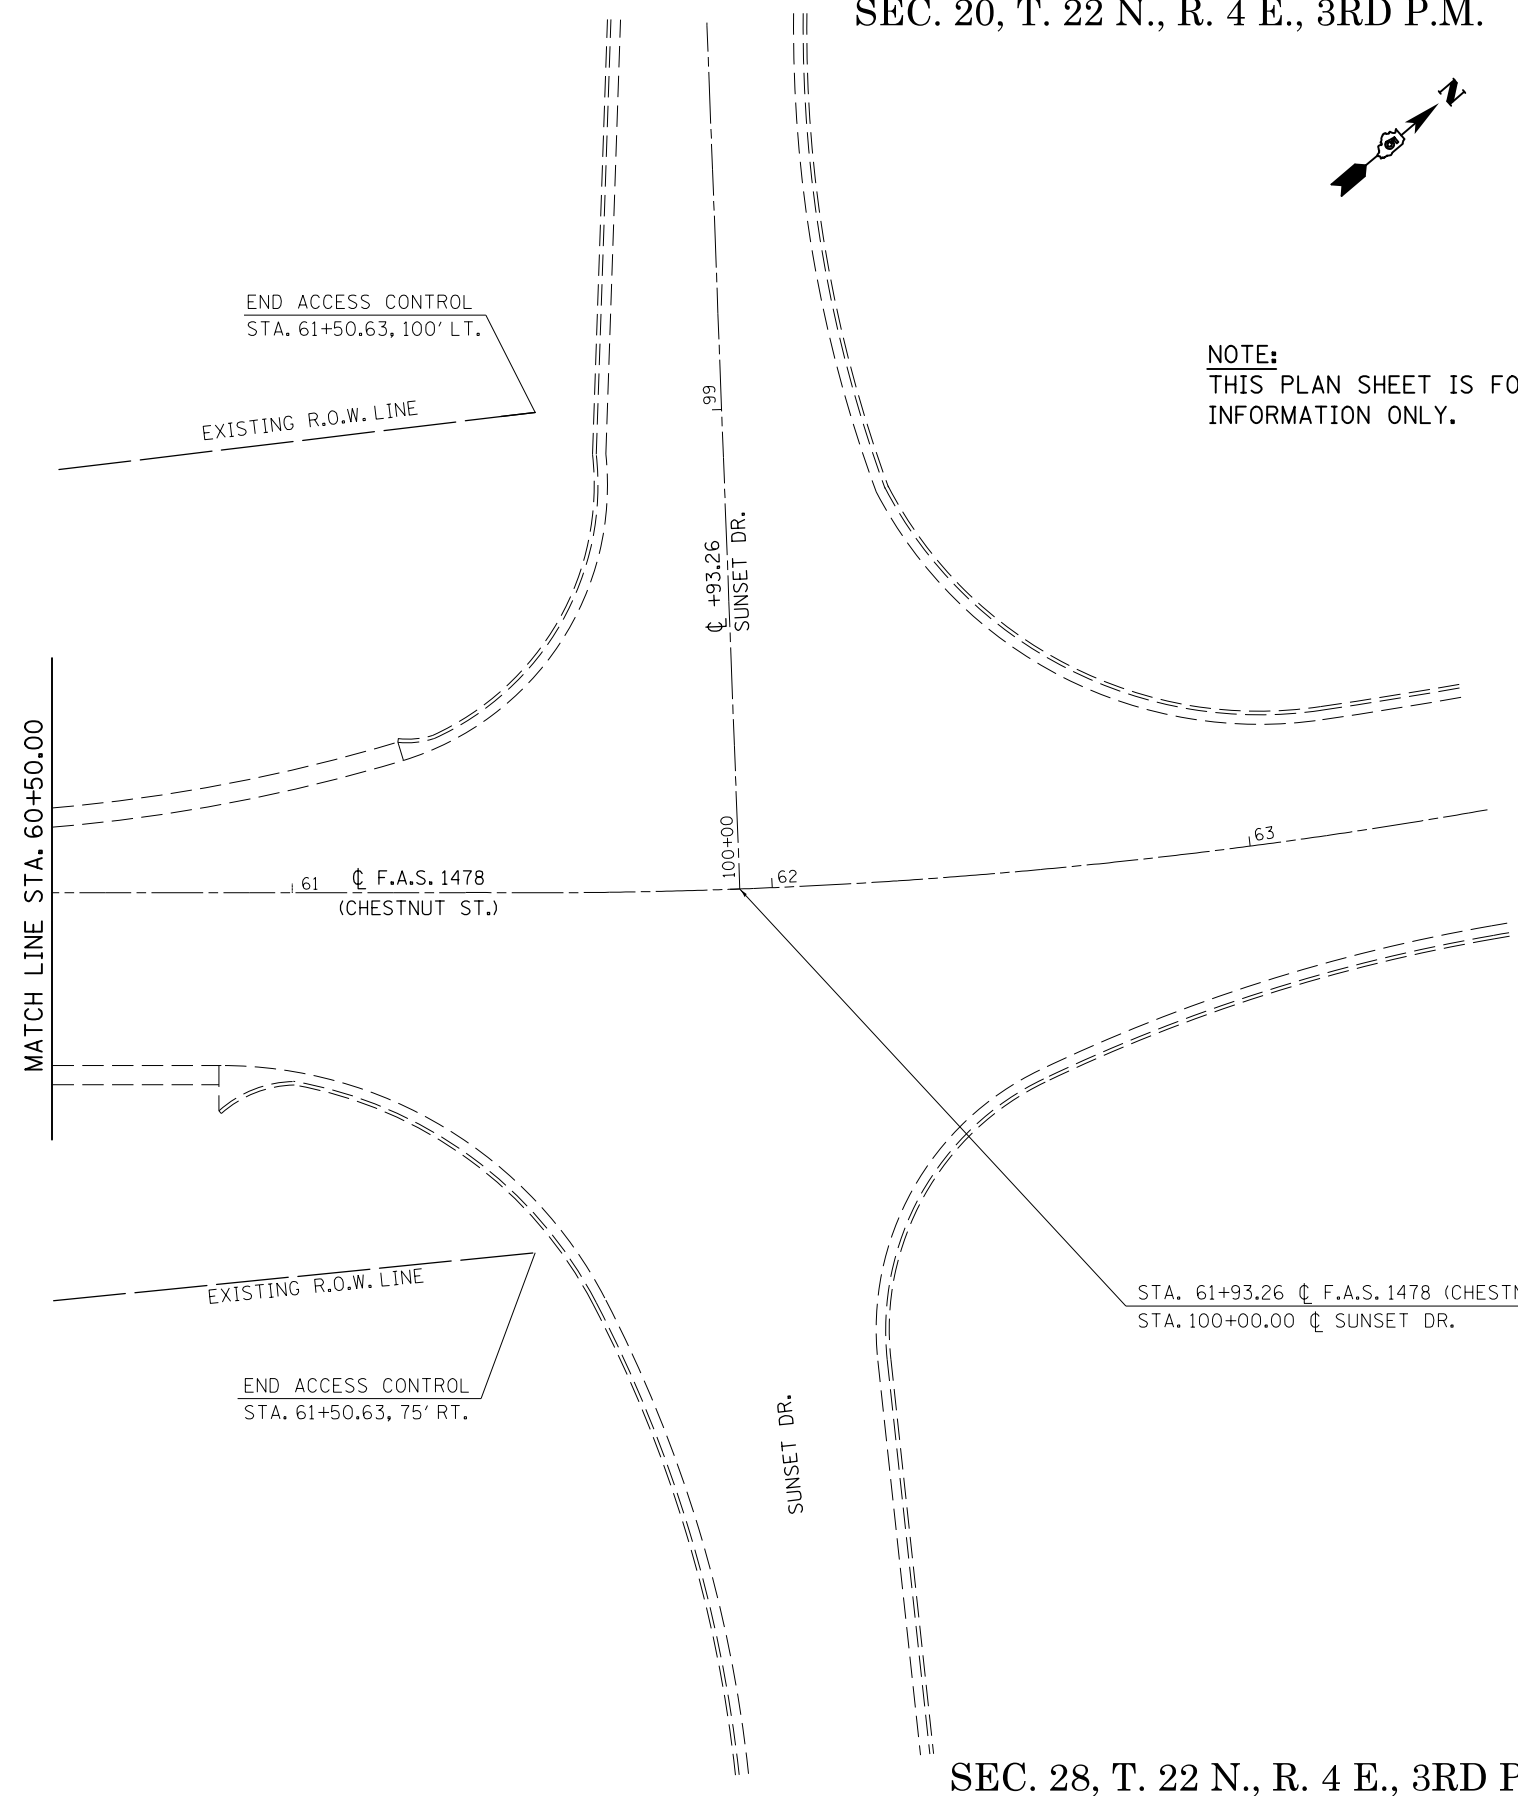 SEC. 20, T. 22 N., R. 4 E., 3RD P.M.
N
5
END ACCESS CONTROL
STA. 61+50.63, 100' LT.
NOTE:
THIS PLAN SHEET IS FO
INFORMATION ONLY.
EXISTING R.O.W. LINE
99
℄ +93.26
SUNSET DR.
MATCH LINE STA. 60+50.00
100+00
61
℄ F.A.S. 1478
(CHESTNUT ST.)
62
63
EXISTING R.O.W. LINE
STA. 61+93.26 ℄ F.A.S. 1478 (CHESTN
STA. 100+00.00 ℄ SUNSET DR.
END ACCESS CONTROL
STA. 61+50.63, 75' RT.
SUNSET DR.
SEC. 28, T. 22 N., R. 4 E., 3RD P